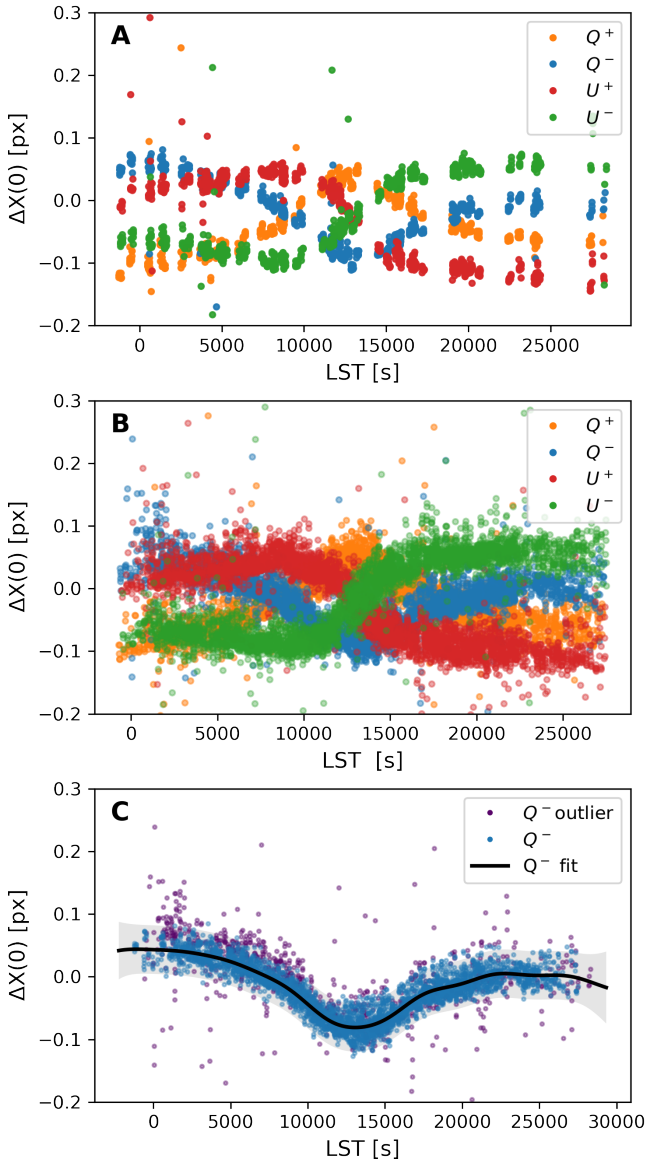 A
0.3
0.2
0.1
0.0
−0.1
−0.2
ΔX(0) [px]
Q⁺
Q⁻
U⁺
U⁻
0 5000 10000 15000 20000 25000
LST [s]
B
0.3
0.2
0.1
0.0
−0.1
−0.2
ΔX(0) [px]
Q⁺
Q⁻
U⁺
U⁻
0 5000 10000 15000 20000 25000
LST [s]
C
0.3
0.2
0.1
0.0
−0.1
−0.2
ΔX(0) [px]
Q⁻ outlier
Q⁻
Q⁻ fit
0 5000 10000 15000 20000 25000 30000
LST [s]